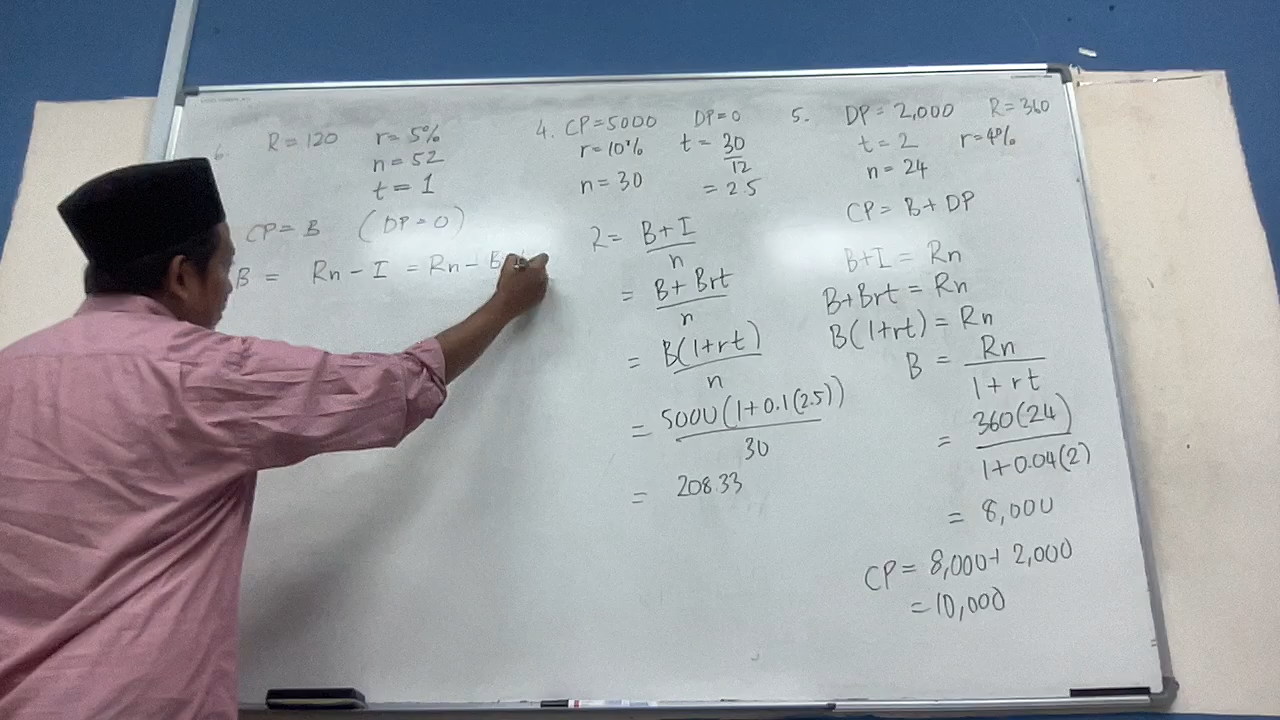 6. R = 120 r = 5%
n = 52
t = 1
CP = B (DP = 0)
B = Rn - I = Rn - B
4. CP = 5000 DP = 0
r = 10% t = 30
12
n = 30 = 2.5
R = B + I
n
= B + Brt
n
= B(1+rt)
n
= 5000(1+0.1(2.5))
30
= 208.33
5. DP = 2,000 R = 360
t = 2 r = 4%
n = 24
CP = B + DP
B+I = Rn
B+Brt = Rn
B(1+rt) = Rn
B = Rn
1 + rt
= 360(24)
1+0.04(2)
= 8,000
CP = 8,000 + 2,000
= 10,000